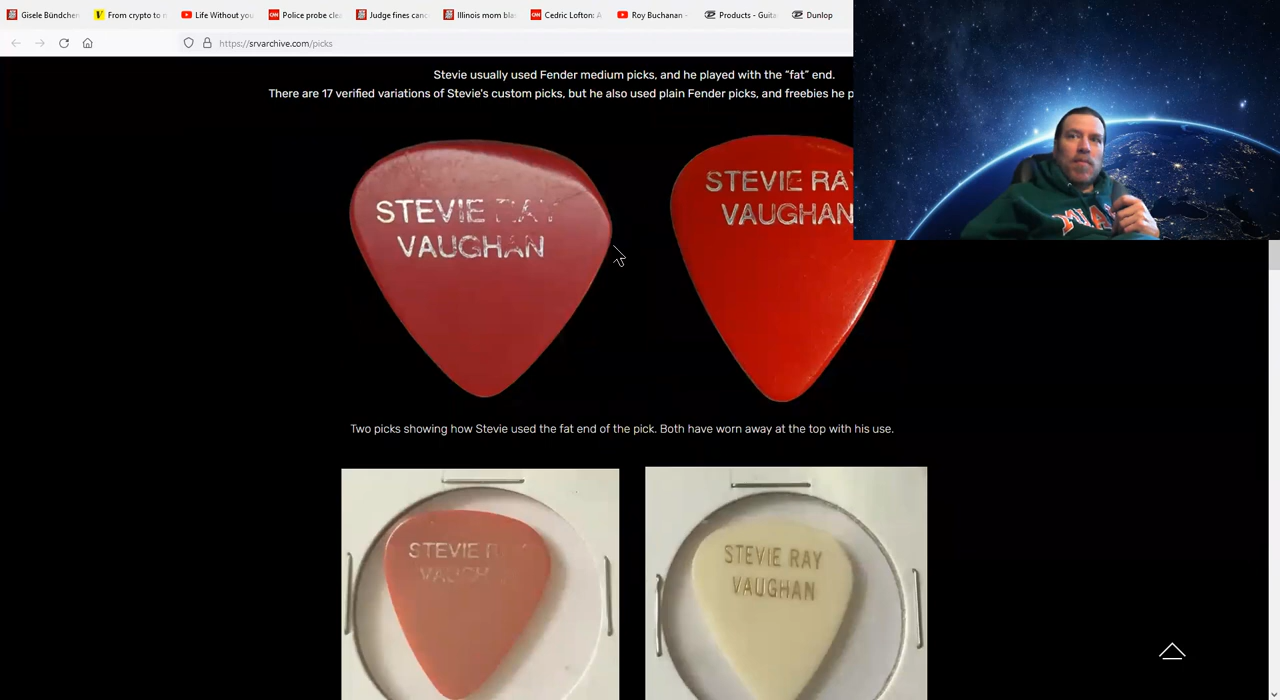 Gisele Bündchen
From crypto to r
Life Without you
Police probe cle
Judge fines canc
Illinois mom bla
Cedric Lofton: A
Roy Buchanan -
Products - Guita
Dunlop
https://srvarchive.com/picks
Stevie usually used Fender medium picks, and he played with the “fat” end.
There are 17 verified variations of Stevie's custom picks, but he also used plain Fender picks, and freebies he p
STEVIE RAY
VAUGHAN
STEVIE RAY
VAUGHAN
Two picks showing how Stevie used the fat end of the pick. Both have worn away at the top with his use.
STEVIE R
VAUGH
STEVIE RAY
VAUGHAN
MIA